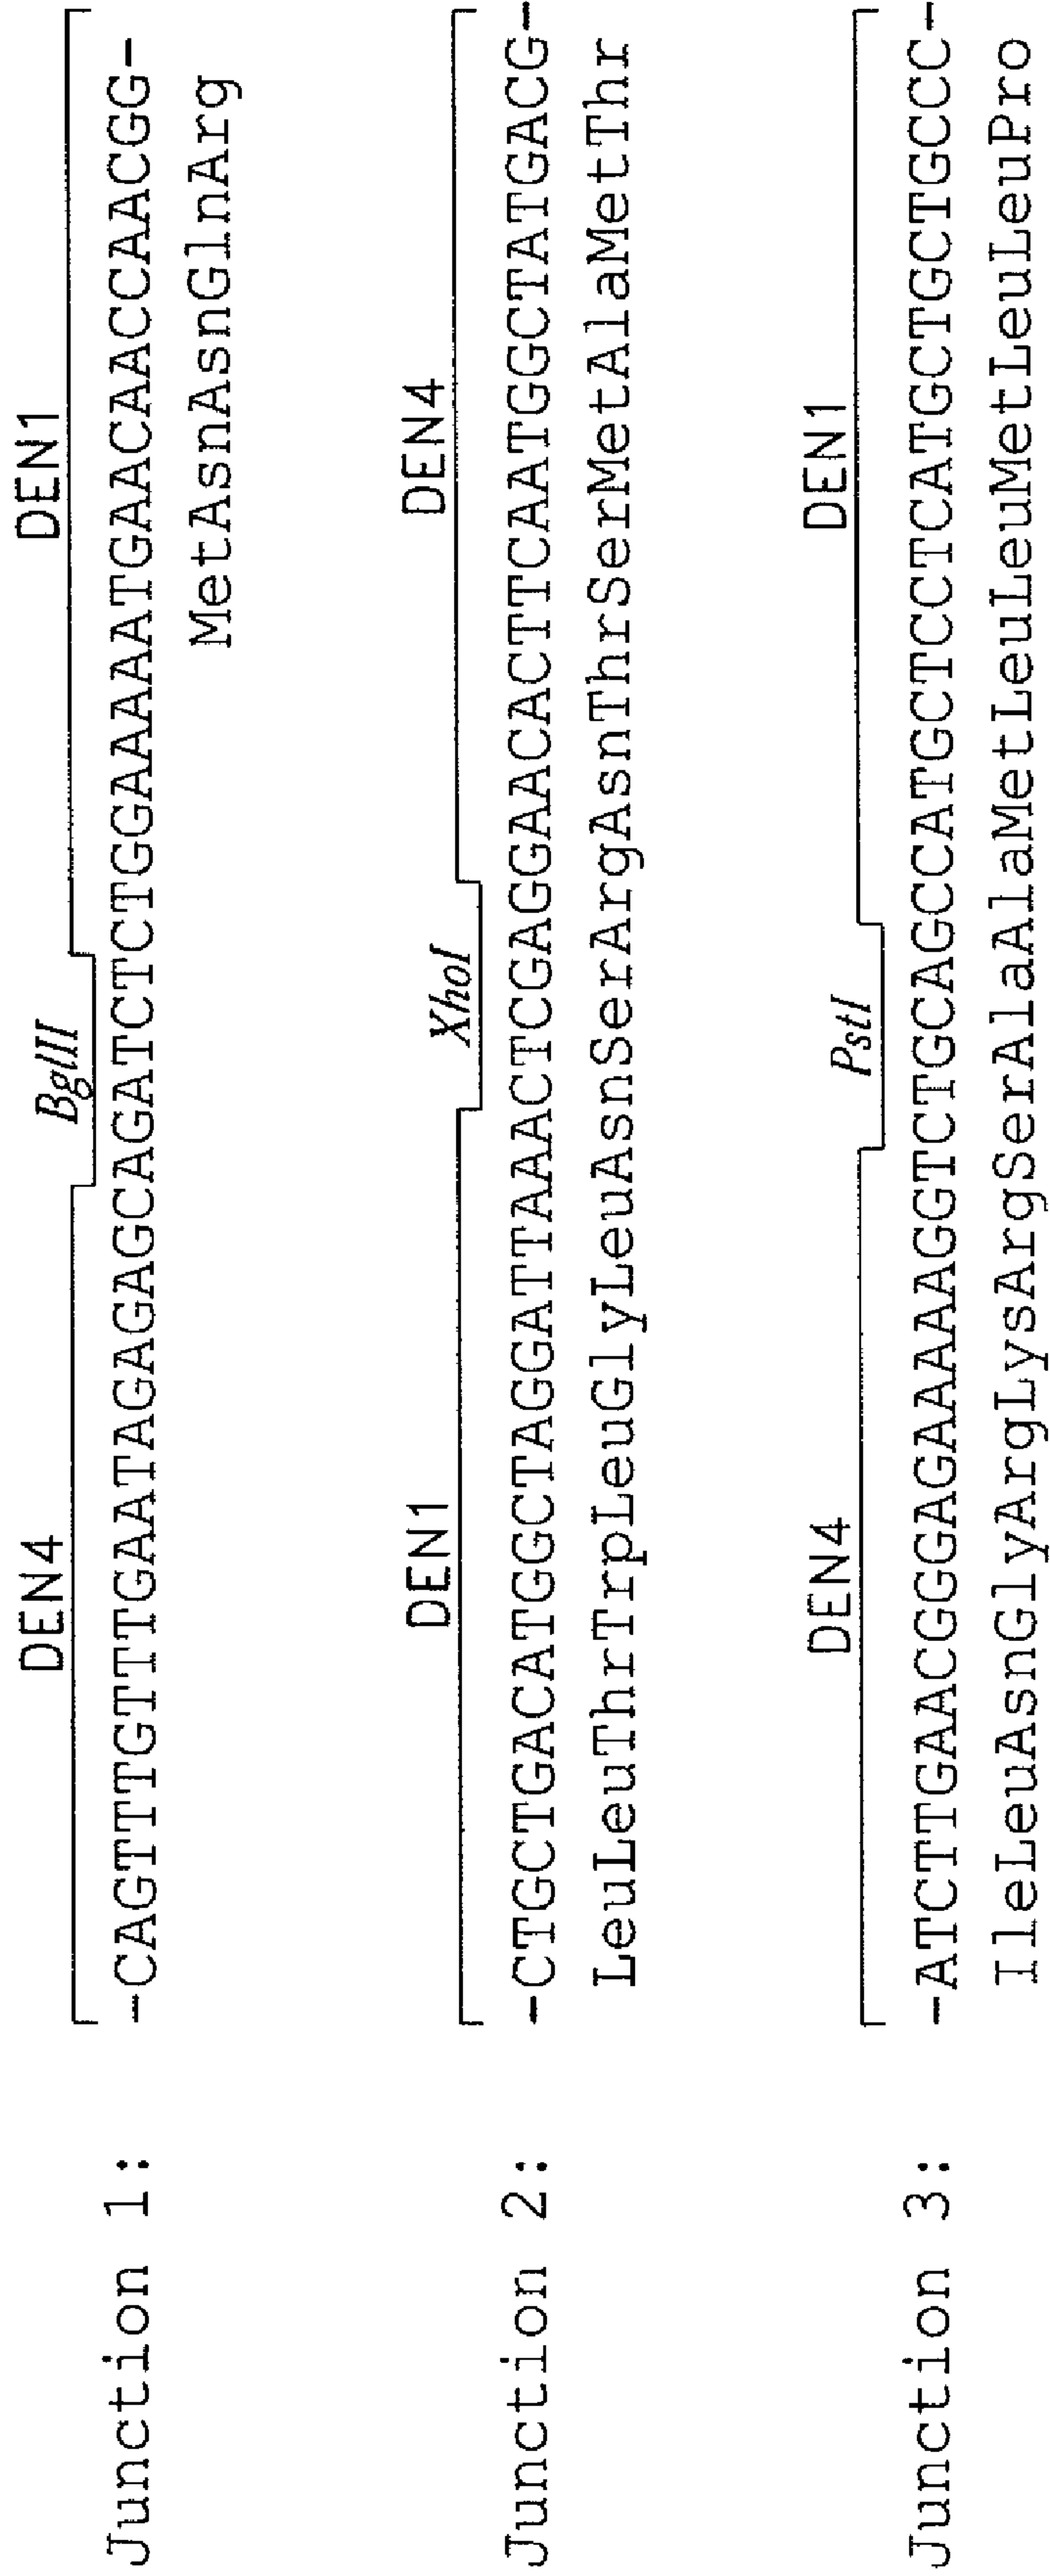 DEN4 BglII DEN1
Junction 1: -CAGTTTGTTTGAATAGAGAGCAGATCTCTGGAAAAATGAACAACCAACGG-
MetAsnAsnGlnArg
DEN1 XhoI DEN4
Junction 2: -CTGCTGACATGGCTAGGATTAAACTCGAGGAACACTTCAATGGCTATGACG-
LeuLeuThrTrpLeuGlyLeuAsnSerArgAsnThrSerMetAlaMetThr
DEN4 PstI DEN1
Junction 3: -ATCTTGAACGGGAGAAAAAGGTCTGCAGCCATGCTCCTCATGCTGCTGCCC-
IleLeuAsnGlyArgLysArgSerAlaAlaMetLeuLeuMetLeuLeuPro